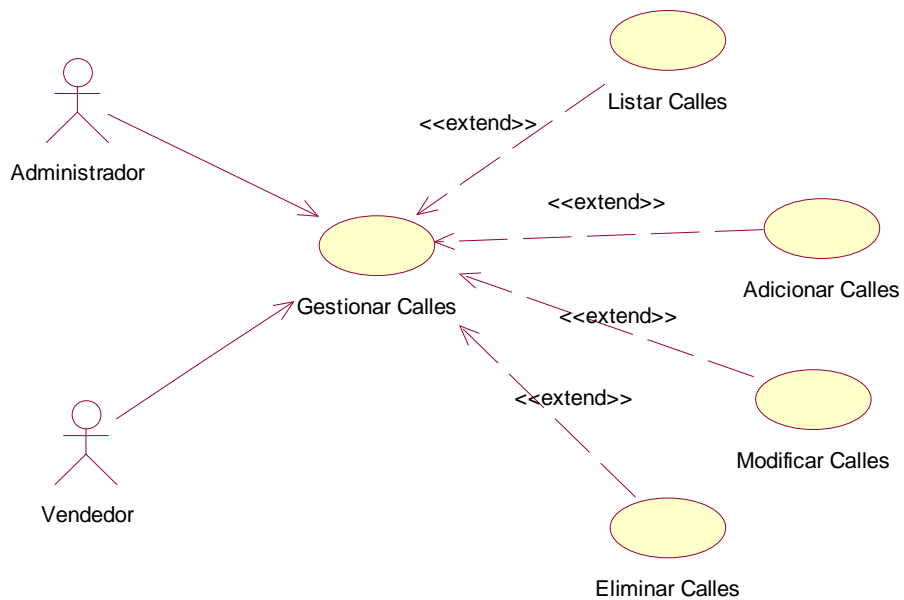 Listar Calles
<<extend>>
Administrador
<<extend>>
Adicionar Calles
Gestionar Calles
<<extend>>
<<extend>>
Modificar Calles
Vendedor
Eliminar Calles